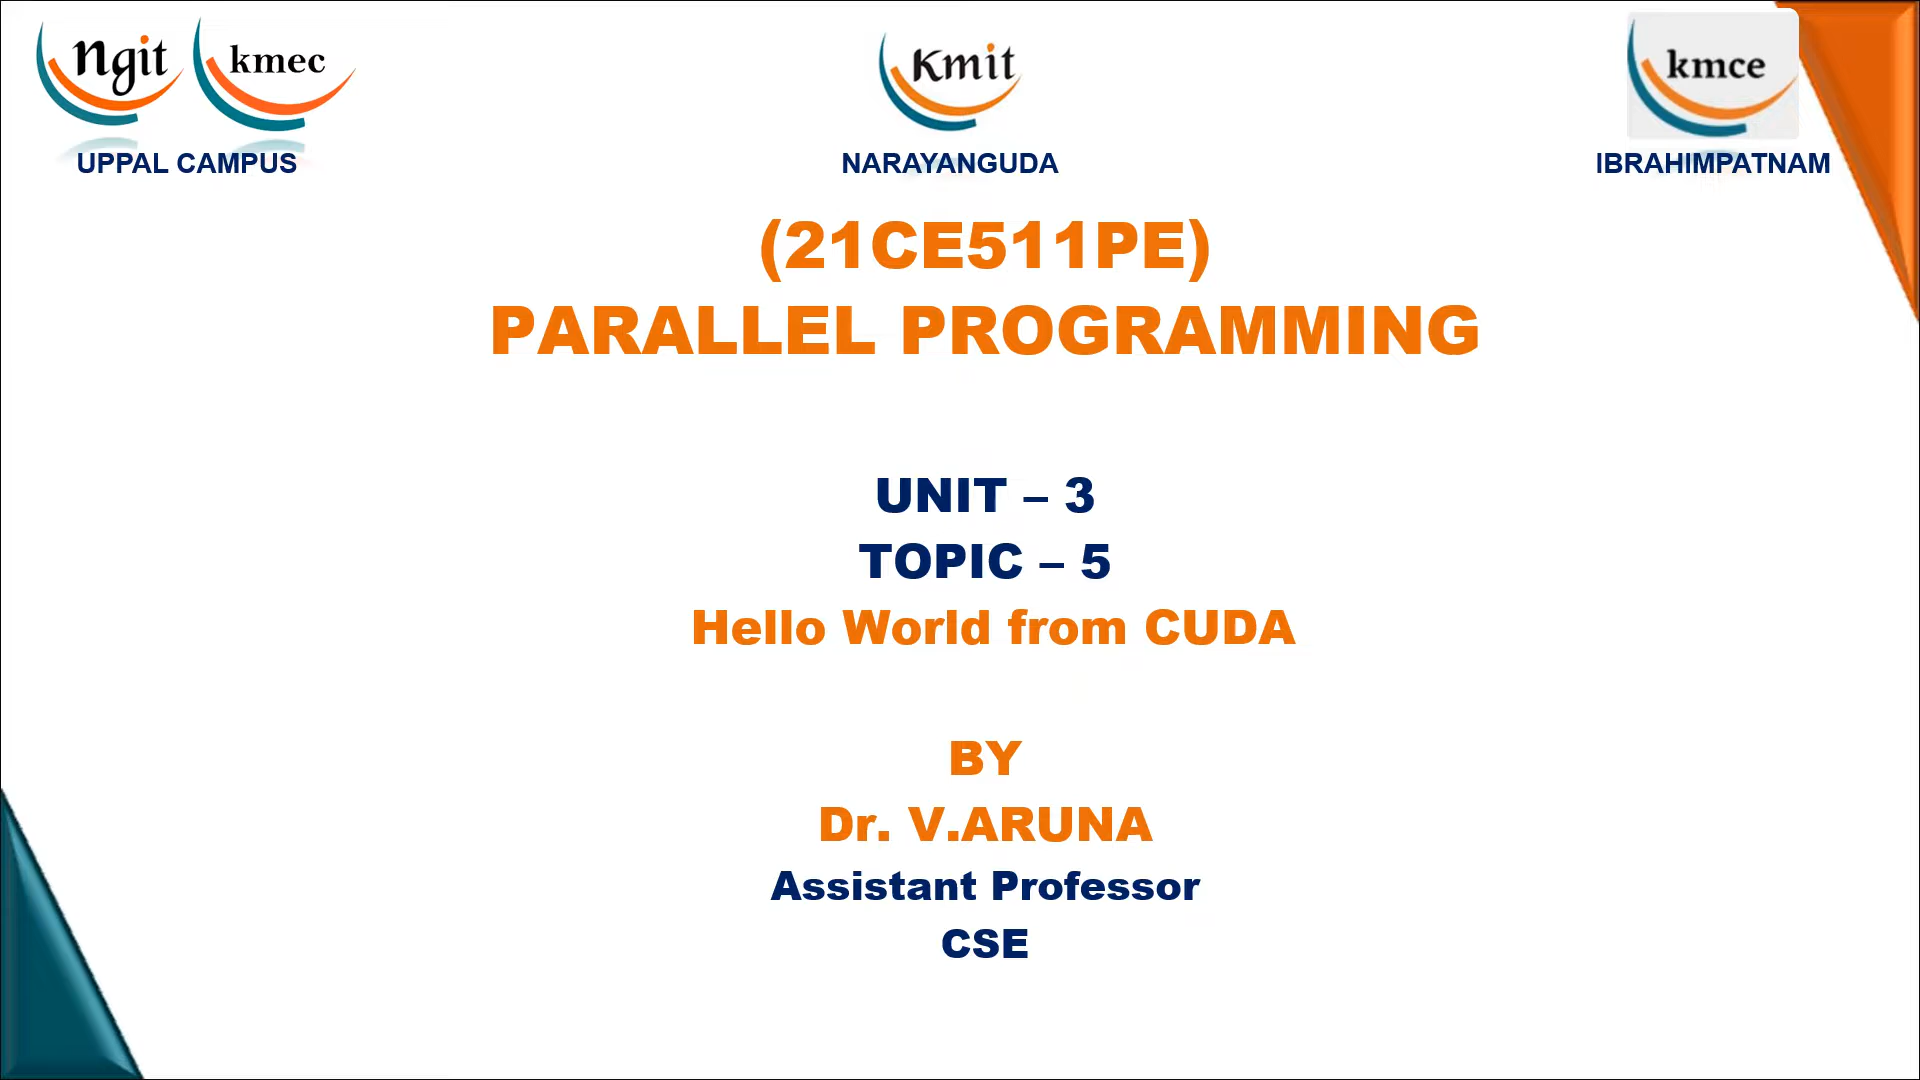 Ngit kmec Kmit kmce
UPPAL CAMPUS NARAYANGUDA IBRAHIMPATNAM
(21CE511PE)
PARALLEL PROGRAMMING
UNIT – 3
TOPIC – 5
Hello World from CUDA
BY
Dr. V.ARUNA
Assistant Professor
CSE